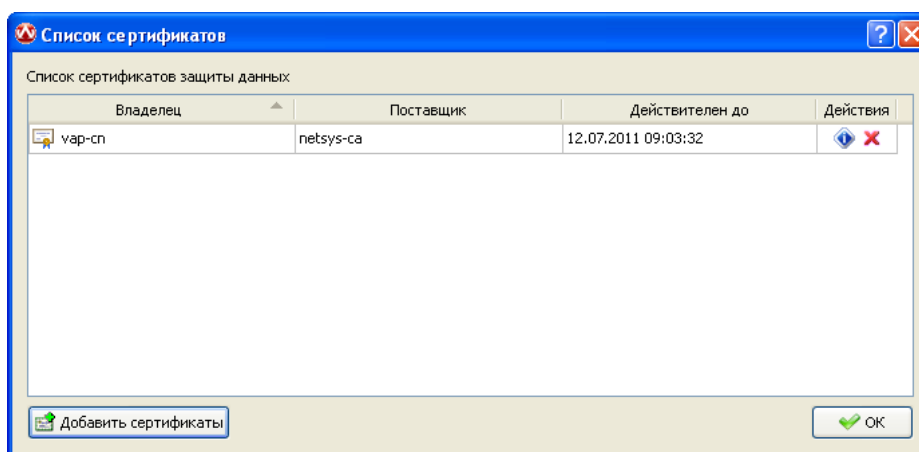 Список сертификатов
Список сертификатов защиты данных
Владелец Поставщик Действителен до Действия
vap-cn netsys-ca 12.07.2011 09:03:32
Добавить сертификаты OK